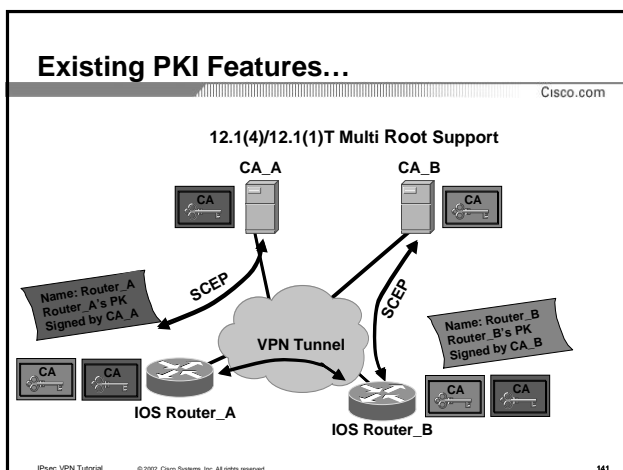 Existing PKI Features…
Cisco.com
12.1(4)/12.1(1)T Multi Root Support
CA_A
CA_B
CA
CA
SCEP
SCEP
Name: Router_A
Router_A's PK
Signed by CA_A
Name: Router_B
Router_B's PK
Signed by CA_B
VPN Tunnel
CA
CA
CA
CA
IOS Router_A
IOS Router_B
IPsec VPN Tutorial
© 2002, Cisco Systems, Inc. All rights reserved.
141